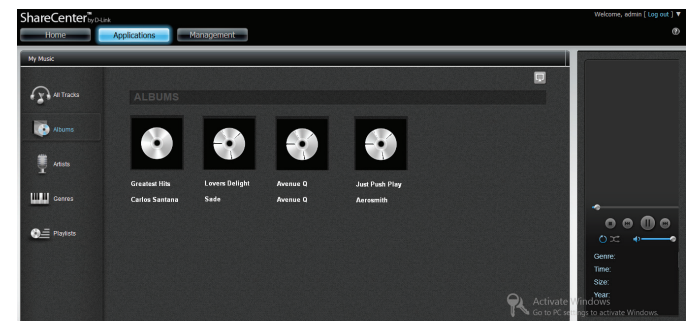 ShareCenter™ by D-Link
Welcome, admin [ Log out ] ▼
Home Applications Management
My Music
All Tracks
Albums
Artists
Genres
Playlists
ALBUMS
Greatest Hits
Carlos Santana
Lovers Delight
Sade
Avenue Q
Avenue Q
Just Push Play
Aerosmith
Genre:
Time:
Size:
Year:
Activate Windows
Go to PC settings to activate Windows.